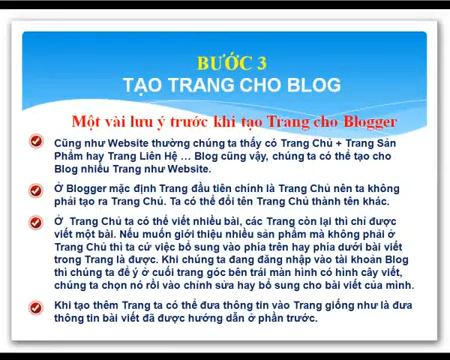 BƯỚC 3
TẠO TRANG CHO BLOG
Một vài lưu ý trước khi tạo Trang cho Blogger
Cũng như Website thường chúng ta thấy có Trang Chủ + Trang Sản
Phẩm hay Trang Liên Hệ ... Blog cũng vậy, chúng ta có thể tạo cho
Blog nhiều Trang như Website.
Ở Blogger mặc định Trang đầu tiên chính là Trang Chủ nên ta không
phải tạo ra Trang Chủ. Ta có thể đổi tên Trang Chủ thành tên khác.
Ở Trang Chủ ta có thể viết nhiều bài, các Trang còn lại thì chỉ được
viết một bài. Nếu muốn giới thiệu nhiều sản phẩm mà không phải ở
Trang Chủ thì ta cứ việc bổ sung vào phía trên hay phía dưới bài viết
trong Trang là được. Khi chúng ta đang đăng nhập vào tài khoản Blog
thì chúng ta để ý ở cuối trang góc bên trái màn hình có hình cây viết,
chúng ta chọn nó rồi vào chỉnh sửa hay bổ sung cho bài viết của mình.
Khi tạo thêm Trang ta có thể đưa thông tin vào Trang giống như là đưa
thông tin bài viết đã được hướng dẫn ở phần trước.